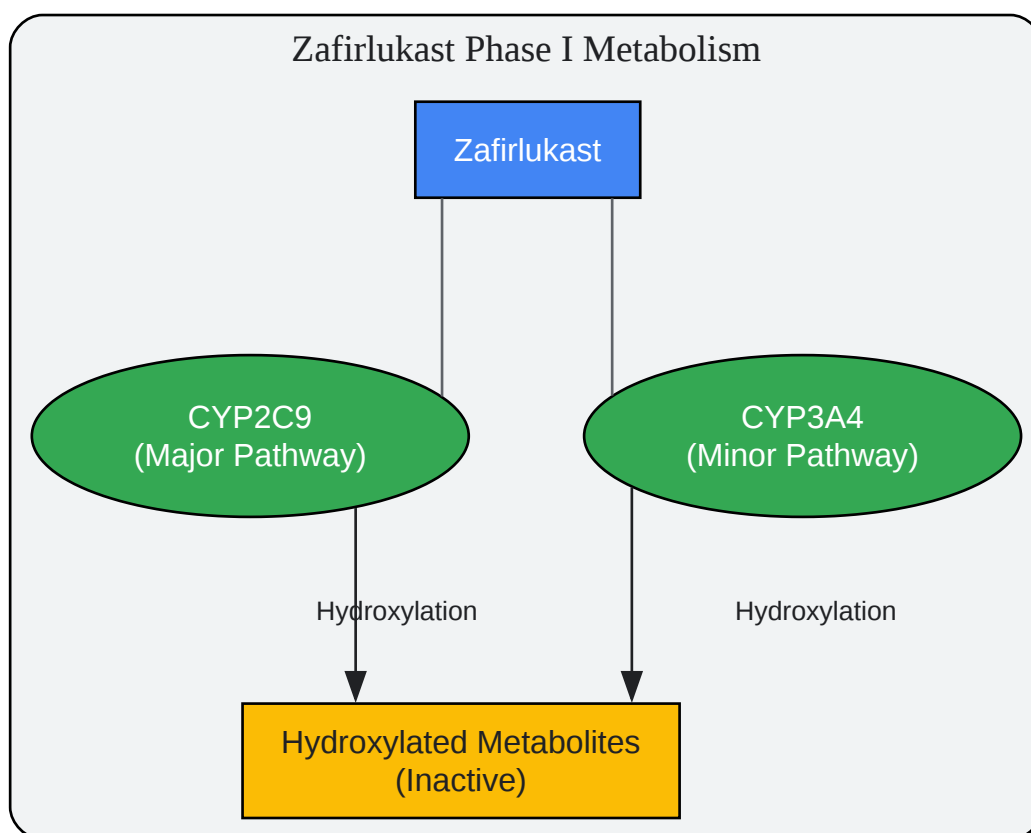 Zafirlukast Phase I Metabolism
Zafirlukast
CYP2C9
(Major Pathway)
CYP3A4
(Minor Pathway)
Hydroxylation
Hydroxylation
Hydroxylated Metabolites
(Inactive)